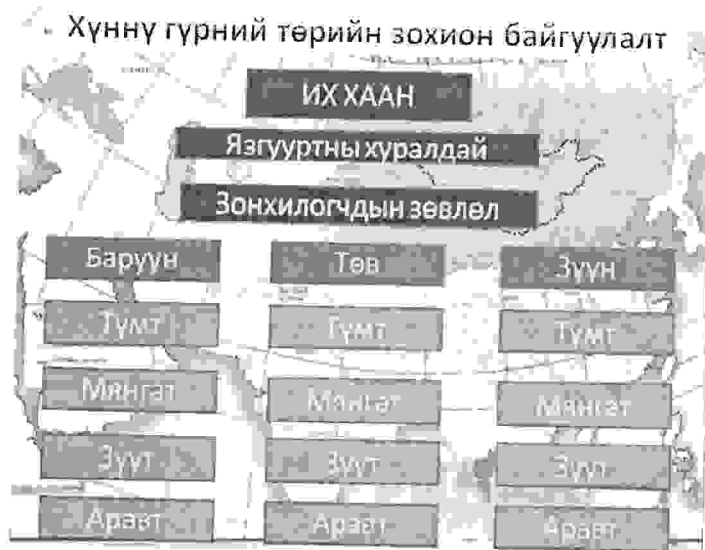 Хүннү гүрний төрийн зохион байгуулалт
ИХ ХААН
Язгууртны хуралдай
Зонхилогчдын зөвлөл
Баруун Төв Зүүн
Түмт Түмт Түмт
Мянгат Мянгат Мянгат
Зуут Зуут Зуут
Аравт Аравт Аравт